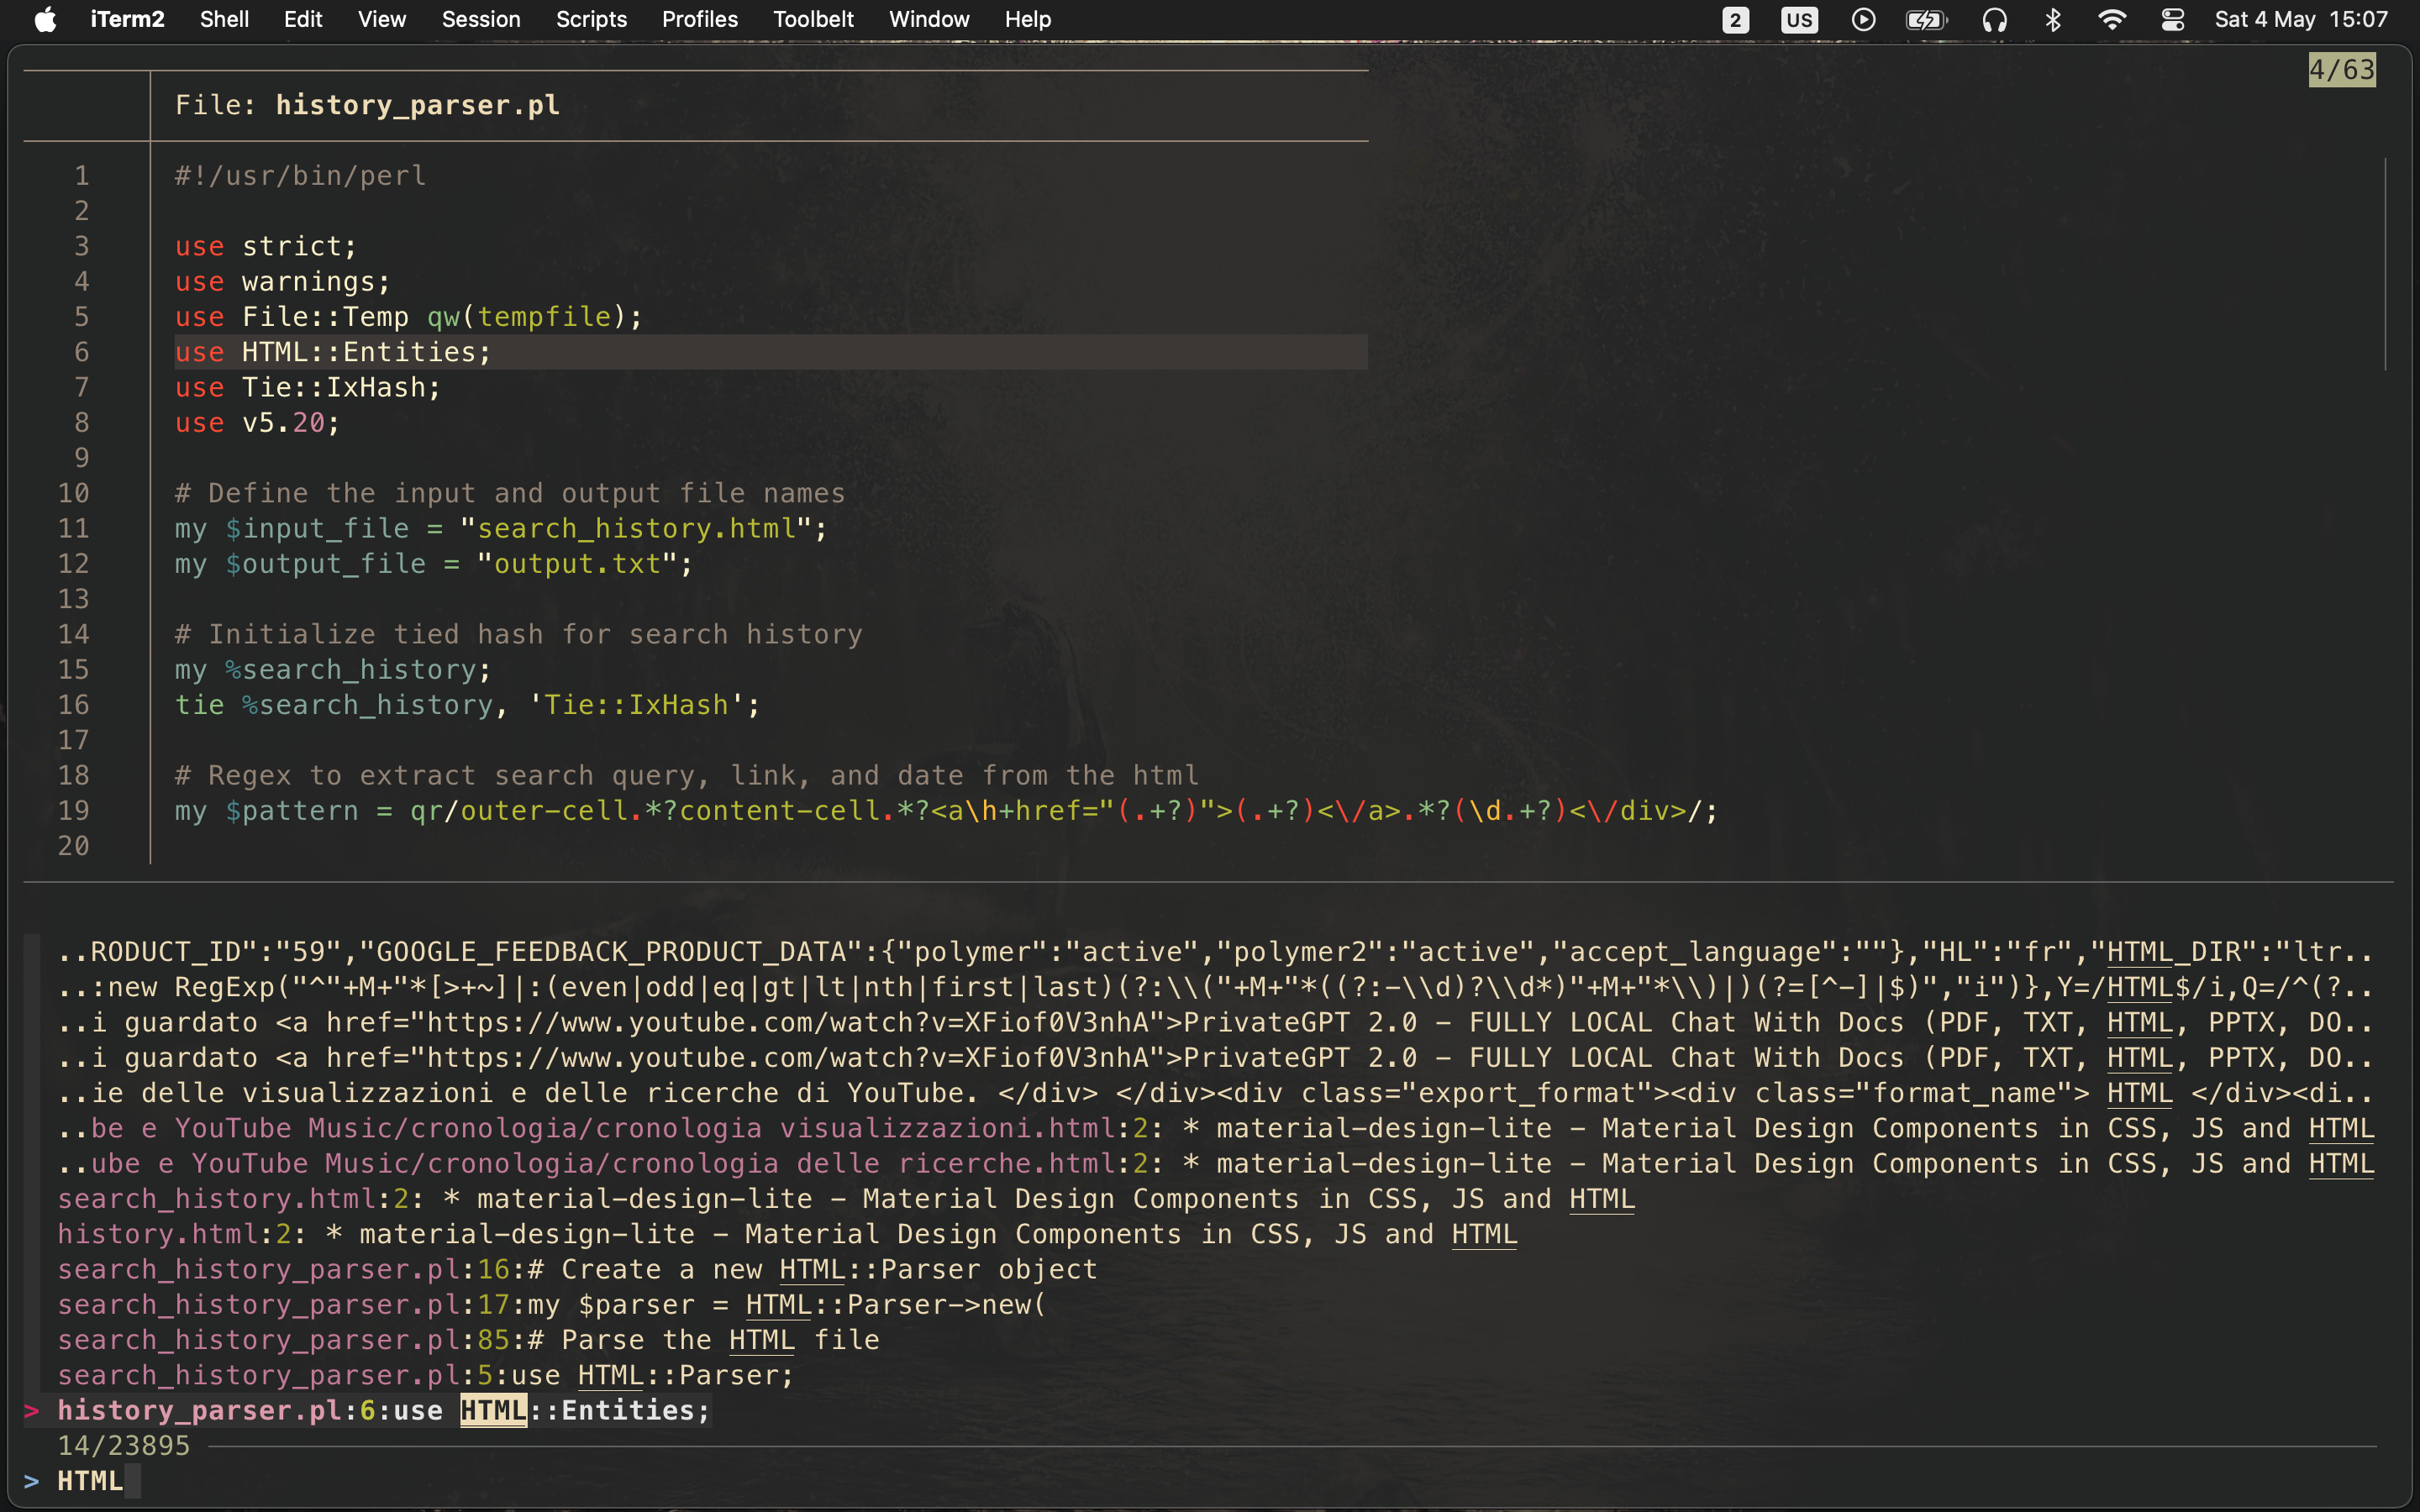 iTerm2 Shell Edit View Session Scripts Profiles Toolbelt Window Help 2 US Sat 4 May 15:07
4/63
File: history_parser.pl
1 #!/usr/bin/perl
2
3 use strict;
4 use warnings;
5 use File::Temp qw(tempfile);
6 use HTML::Entities;
7 use Tie::IxHash;
8 use v5.20;
9
10 # Define the input and output file names
11 my $input_file = "search_history.html";
12 my $output_file = "output.txt";
13
14 # Initialize tied hash for search history
15 my %search_history;
16 tie %search_history, 'Tie::IxHash';
17
18 # Regex to extract search query, link, and date from the html
19 my $pattern = qr/outer-cell.*?content-cell.*?<a\h+href="(.+?)">(.+?)<\/a>.*?(\d.+?)<\/div>/;
20
..RODUCT_ID":"59","GOOGLE_FEEDBACK_PRODUCT_DATA":{"polymer":"active","polymer2":"active","accept_language":""},"HL":"fr","HTML_DIR":"ltr..
..:new RegExp("^"+M+"*[>+~]|:(even|odd|eq|gt|lt|nth|first|last)(?:\\("+M+"*((?:-\\d)?\\d*)"+M+"*\\)|)(?=[^-]|$)","i")},Y=/HTML$/i,Q=/^(?..
..i guardato <a href="https://www.youtube.com/watch?v=XFiof0V3nhA">PrivateGPT 2.0 - FULLY LOCAL Chat With Docs (PDF, TXT, HTML, PPTX, DO..
..i guardato <a href="https://www.youtube.com/watch?v=XFiof0V3nhA">PrivateGPT 2.0 - FULLY LOCAL Chat With Docs (PDF, TXT, HTML, PPTX, DO..
..ie delle visualizzazioni e delle ricerche di YouTube. </div> </div><div class="export_format"><div class="format_name"> HTML </div><di..
..be e YouTube Music/cronologia/cronologia visualizzazioni.html:2: * material-design-lite - Material Design Components in CSS, JS and HTML
..ube e YouTube Music/cronologia/cronologia delle ricerche.html:2: * material-design-lite - Material Design Components in CSS, JS and HTML
search_history.html:2: * material-design-lite - Material Design Components in CSS, JS and HTML
history.html:2: * material-design-lite - Material Design Components in CSS, JS and HTML
search_history_parser.pl:16:# Create a new HTML::Parser object
search_history_parser.pl:17:my $parser = HTML::Parser->new(
search_history_parser.pl:85:# Parse the HTML file
search_history_parser.pl:5:use HTML::Parser;
> history_parser.pl:6:use HTML::Entities;
14/23895
> HTML